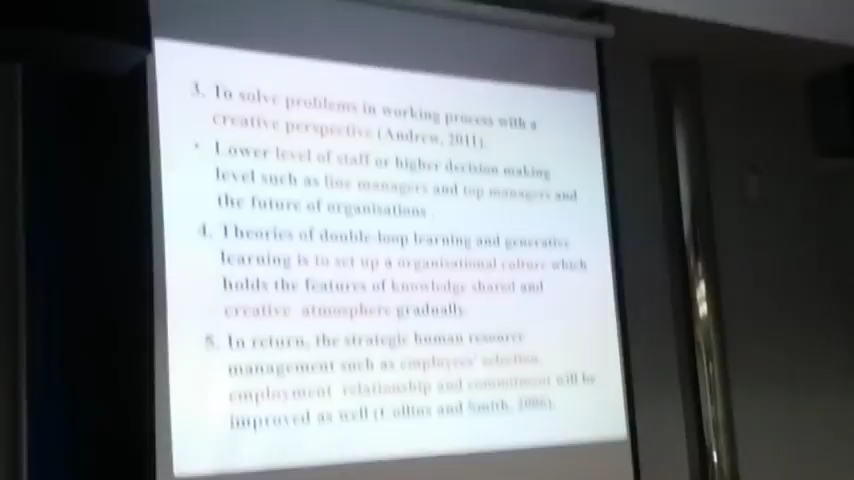 3. To solve problems in working process with a
creative perspective (Andrew, 2011).
• Lower level of staff or higher decision making
level such as line managers and top managers and
the future of organisations .
4. Theories of double-loop learning and generative
learning is to set up a organisational culture which
holds the features of knowledge shared and
creative atmosphere gradually.
5. In return, the strategic human resource
management such as employees' selection,
employment relationship and commitment will be
improved as well (Collins and Smith, 2006).